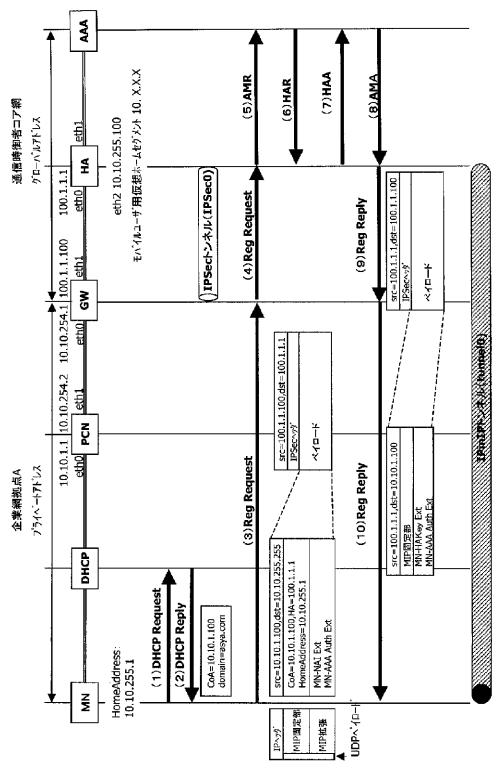 企業網拠点A
プライベートアドレス
通信時御者コア網
グローバルアドレス
MN
DHCP
PCN
GW
HA
AAA
10.10.1.1
eth0
10.10.254.2
eth1
10.10.254.1
eth0
100.1.1.100
eth1
100.1.1.1
eth0
eth1
HomeAddress:
10.10.255.1
eth2 10.10.255.100
モバイルユーザ用仮想ホームセグメント 10. X.X.X
(1)DHCP Request
(2)DHCP Reply
CoA=10.10.1.100
domain=asya.com
IPSecトンネル(IPSec0)
(3)Reg Request
(4)Reg Request
(5)AMR
(6)HAR
(7)HAA
(8)AMA
IPヘッダ
MIP固定部
MIP拡張
UDPペイロード
src=10.10.1.100,dst=10.10.255.255
CoA=10.10.1.100,HA=100.1.1.1
HomeAddress=10.10.255.1
MN-NAI Ext
MN-AAA Auth Ext
src=100.1.1.100,dst=100.1.1.1
IPSecヘッダ
ペイロード
(9)Reg Reply
(10)Reg Reply
src=100.1.1.1,dst=10.10.1.100
MIP固定部
MN-HAKey Ext
MN-AAA Auth Ext
src=100.1.1.1,dst=100.1.1.100
IPSecヘッダ
ペイロード
IPinIPトンネル(tunnel0)